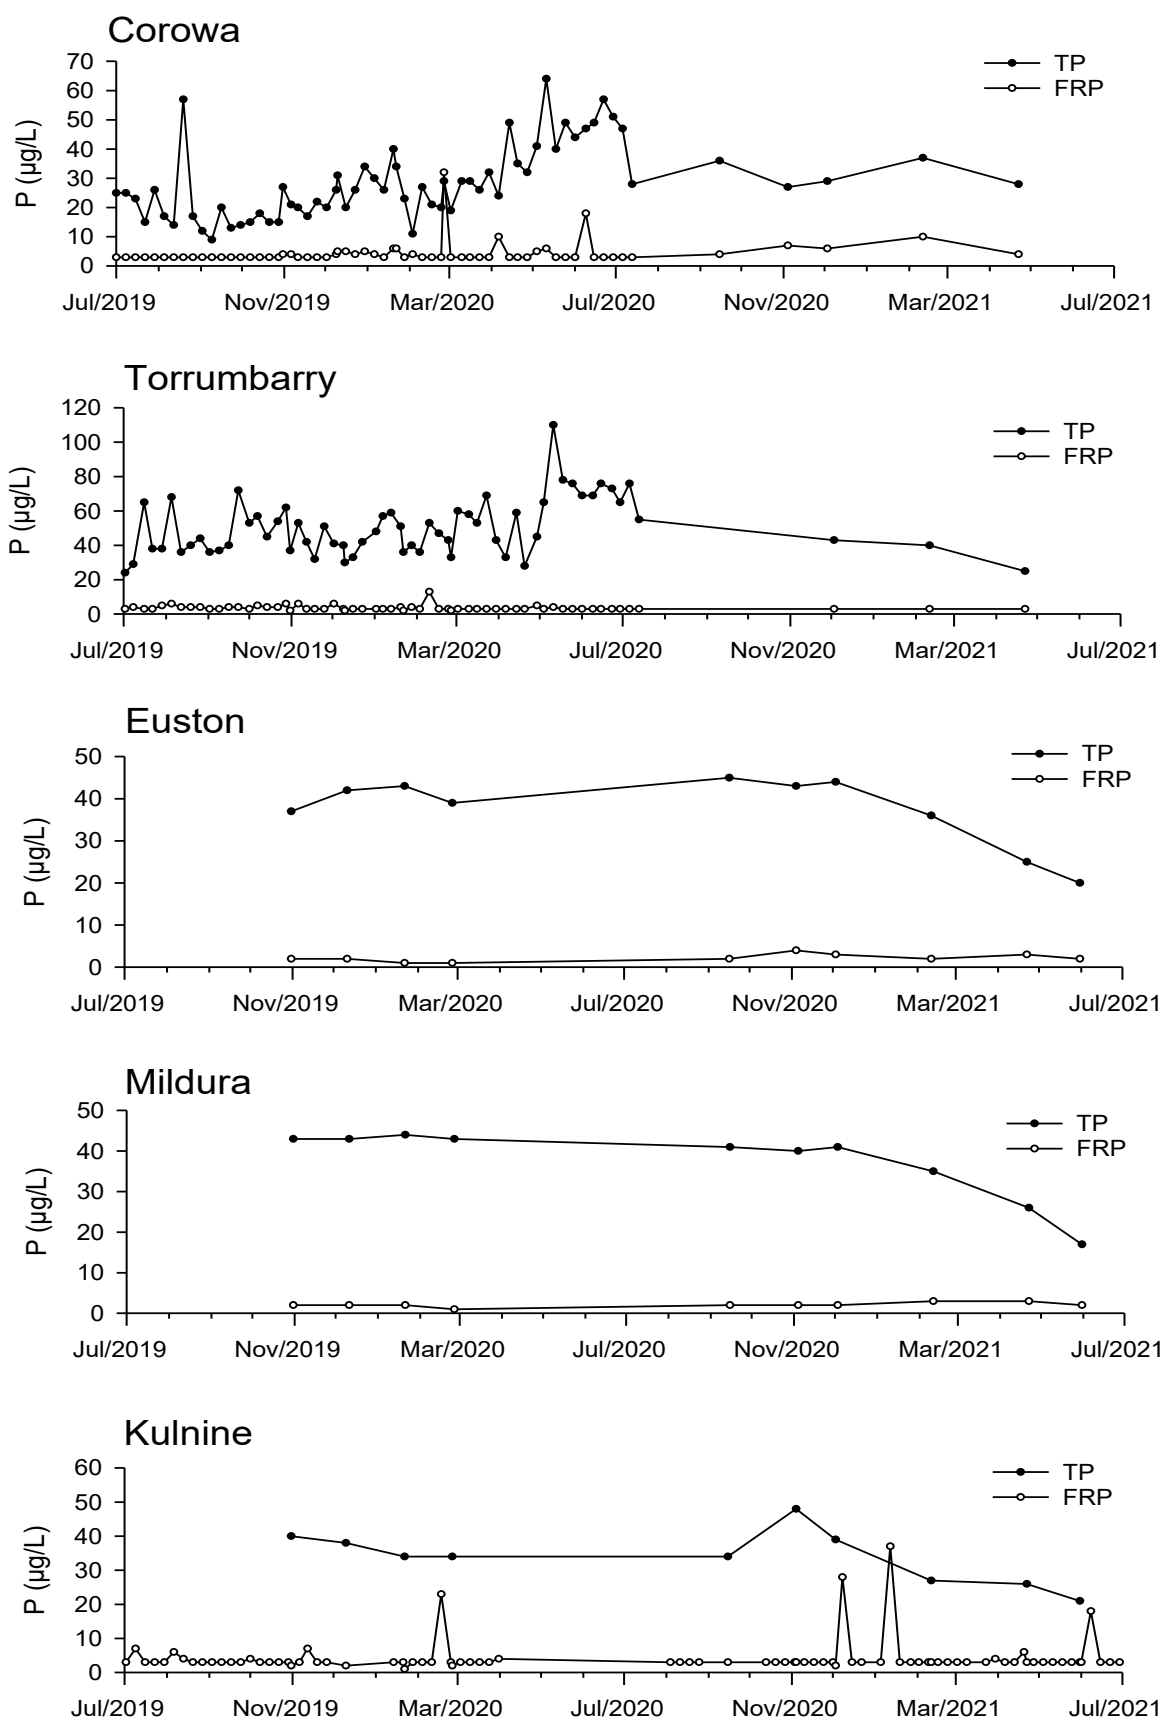 Corowa
70
60
50
40
30
20
10
0
P (µg/L)
TP
FRP
Jul/2019 Nov/2019 Mar/2020 Jul/2020 Nov/2020 Mar/2021 Jul/2021
Torrumbarry
120
100
80
60
40
20
0
P (µg/L)
TP
FRP
Jul/2019 Nov/2019 Mar/2020 Jul/2020 Nov/2020 Mar/2021 Jul/2021
Euston
50
40
30
20
10
0
P (µg/L)
TP
FRP
Jul/2019 Nov/2019 Mar/2020 Jul/2020 Nov/2020 Mar/2021 Jul/2021
Mildura
50
40
30
20
10
0
P (µg/L)
TP
FRP
Jul/2019 Nov/2019 Mar/2020 Jul/2020 Nov/2020 Mar/2021 Jul/2021
Kulnine
60
50
40
30
20
10
0
P (µg/L)
TP
FRP
Jul/2019 Nov/2019 Mar/2020 Jul/2020 Nov/2020 Mar/2021 Jul/2021